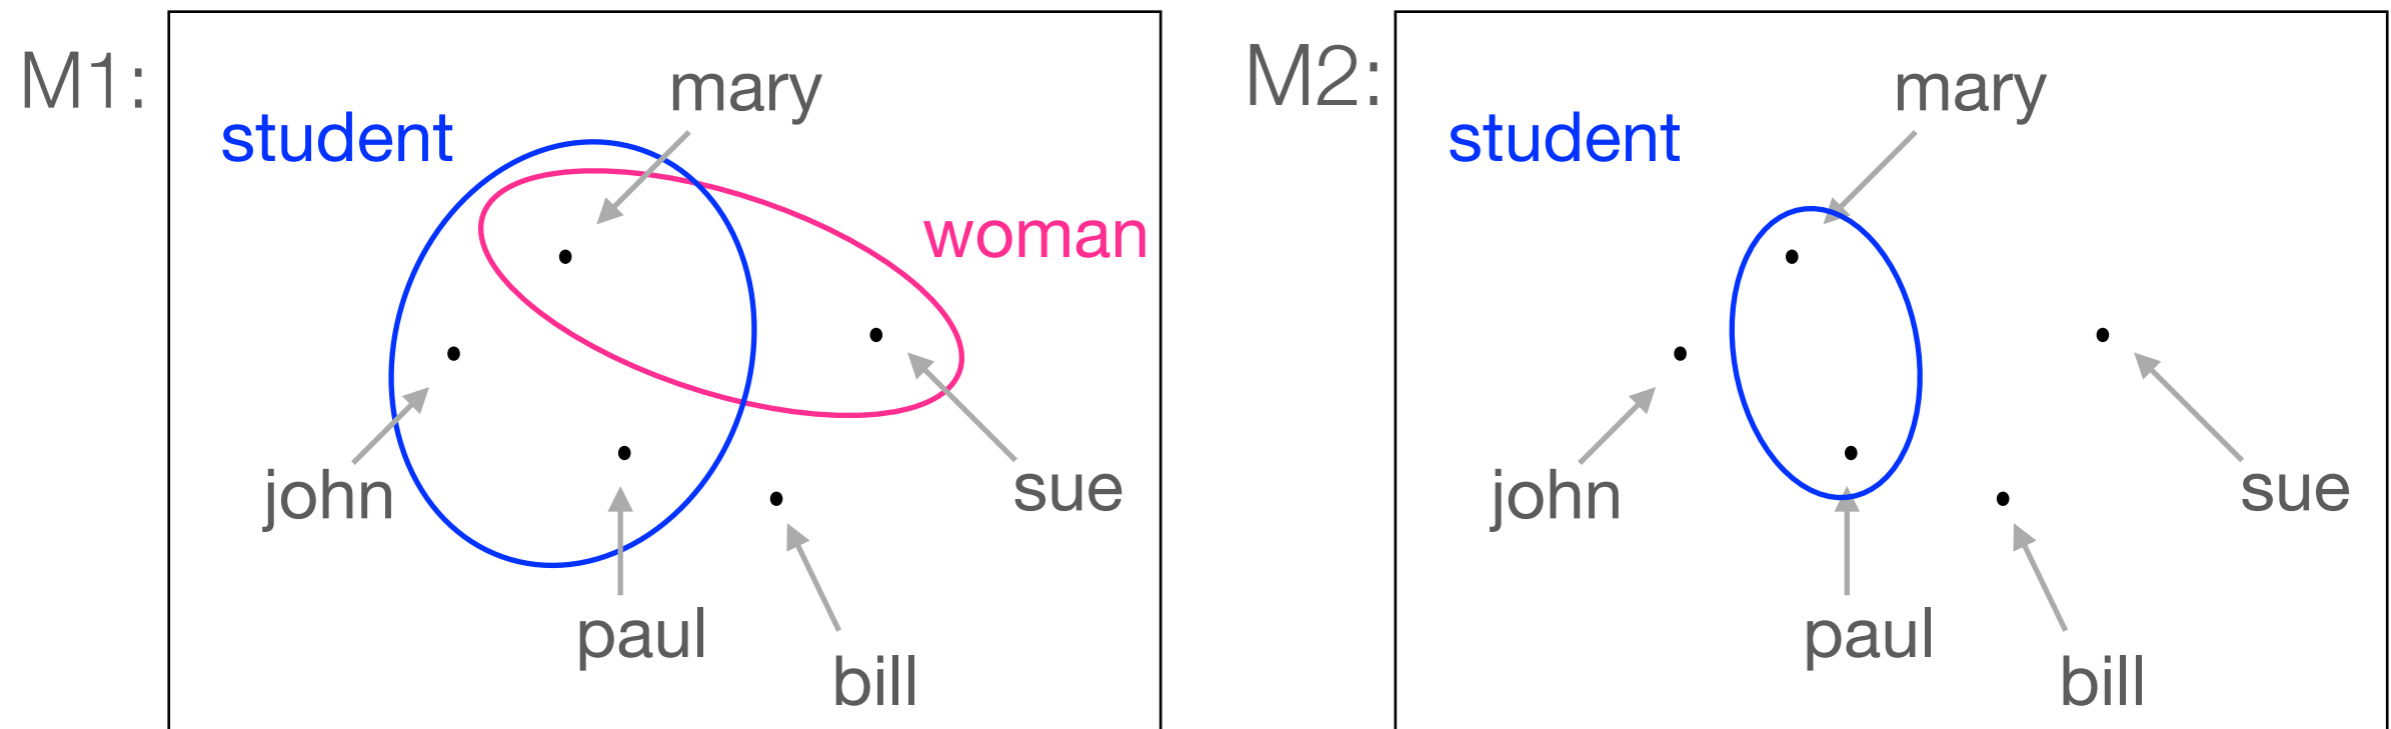 M1:
mary
student
woman
john
sue
paul
bill
M2:
mary
student
john
sue
paul
bill